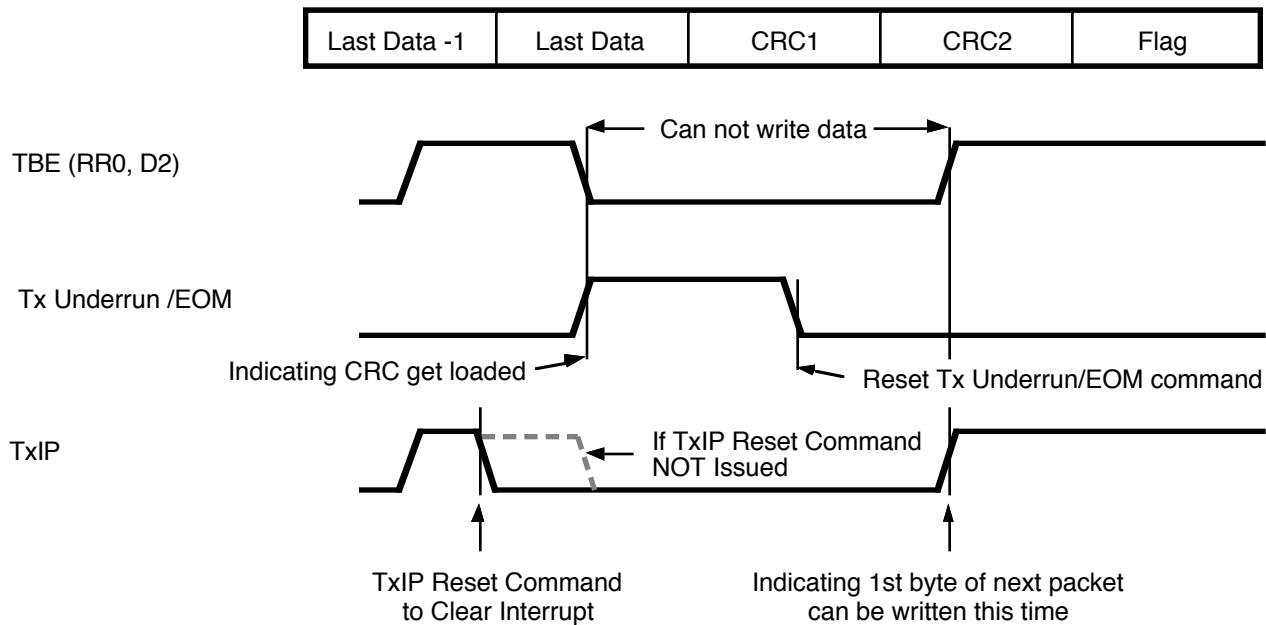 Last Data -1 Last Data CRC1 CRC2 Flag
Can not write data
TBE (RR0, D2)
Tx Underrun /EOM
Indicating CRC get loaded
Reset Tx Underrun/EOM command
TxIP
If TxIP Reset Command
NOT Issued
TxIP Reset Command
to Clear Interrupt
Indicating 1st byte of next packet
can be written this time